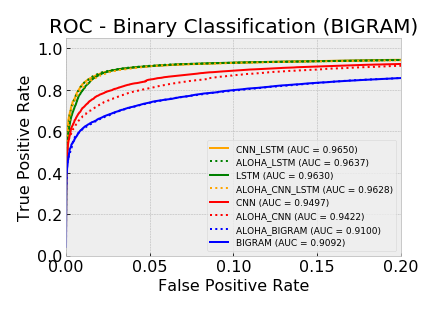 ROC - Binary Classification (BIGRAM)
True Positive Rate
1.0
0.8
0.6
0.4
0.2
0.0
CNN_LSTM (AUC = 0.9650)
ALOHA_LSTM (AUC = 0.9637)
LSTM (AUC = 0.9630)
ALOHA_CNN_LSTM (AUC = 0.9628)
CNN (AUC = 0.9497)
ALOHA_CNN (AUC = 0.9422)
ALOHA_BIGRAM (AUC = 0.9100)
BIGRAM (AUC = 0.9092)
0.00 0.05 0.10 0.15 0.20
False Positive Rate